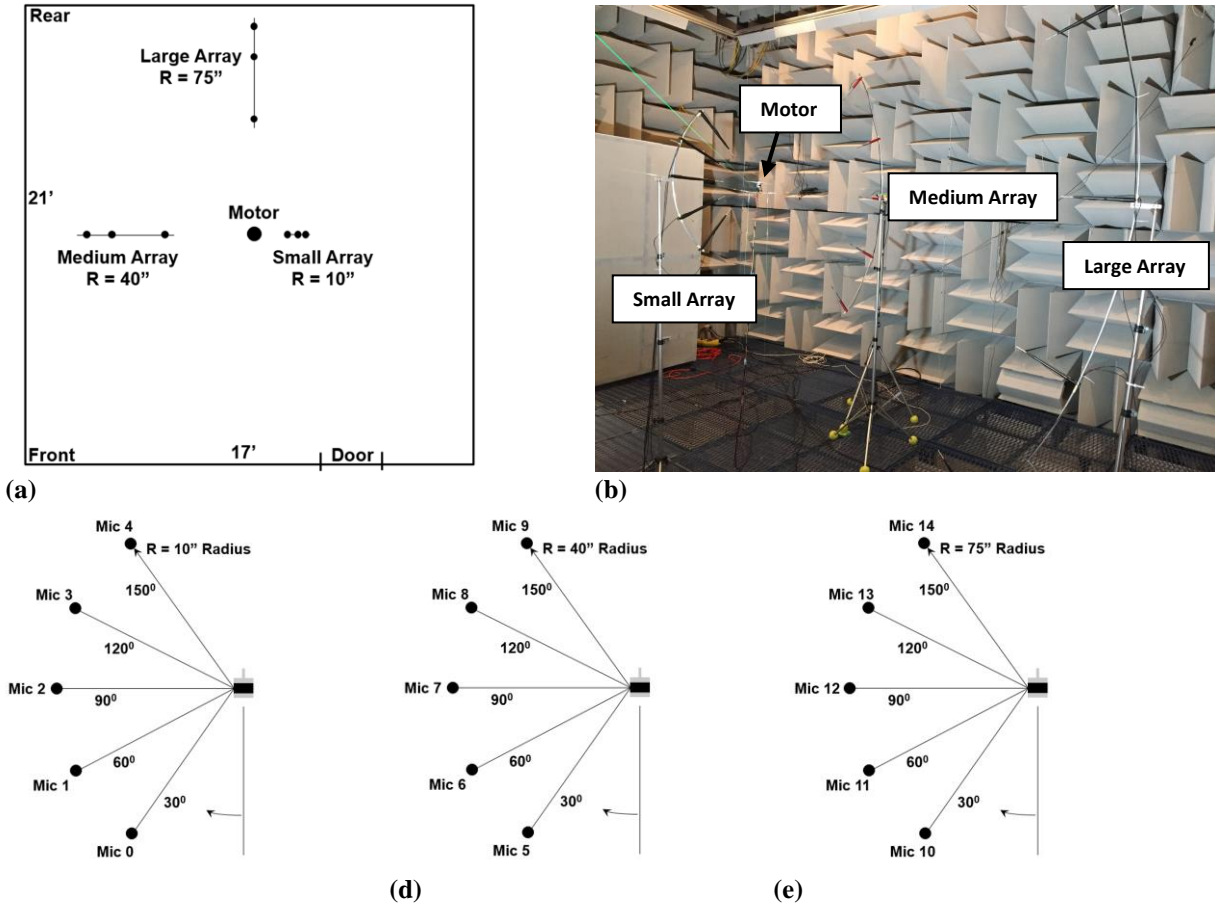 Rear
Large Array
R = 75”
21’
Motor
Medium Array
R = 40”
Small Array
R = 10”
Front
17’
Door
(a)
Motor
Medium Array
Small Array
Large Array
(b)
Mic 4
R = 10” Radius
150⁰
Mic 3
120⁰
Mic 2
90⁰
Mic 1
60⁰
30⁰
Mic 0
Mic 9
R = 40” Radius
150⁰
Mic 8
120⁰
Mic 7
90⁰
Mic 6
60⁰
30⁰
Mic 5
(d)
Mic 14
R = 75” Radius
150⁰
Mic 13
120⁰
Mic 12
90⁰
Mic 11
60⁰
30⁰
Mic 10
(e)